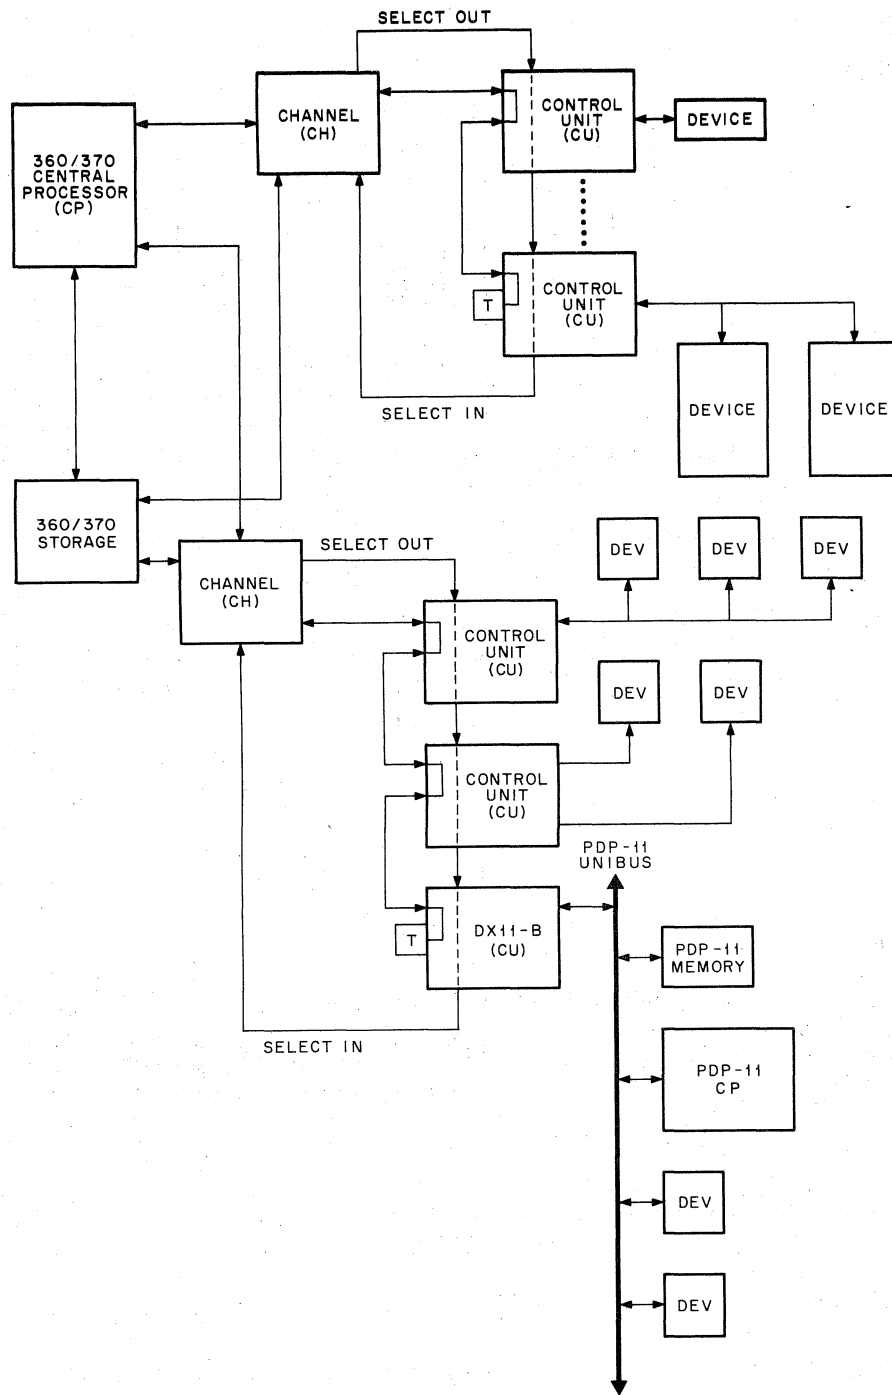 SELECT OUT
CHANNEL
(CH)
CONTROL
UNIT
(CU)
DEVICE
360/370
CENTRAL
PROCESSOR
(CP)
CONTROL
UNIT
(CU)
T
DEVICE
DEVICE
SELECT IN
360/370
STORAGE
SELECT OUT
DEV
DEV
DEV
CHANNEL
(CH)
CONTROL
UNIT
(CU)
DEV
DEV
CONTROL
UNIT
(CU)
PDP-11
UNIBUS
DX11-B
(CU)
T
PDP-11
MEMORY
SELECT IN
PDP-11
CP
DEV
DEV